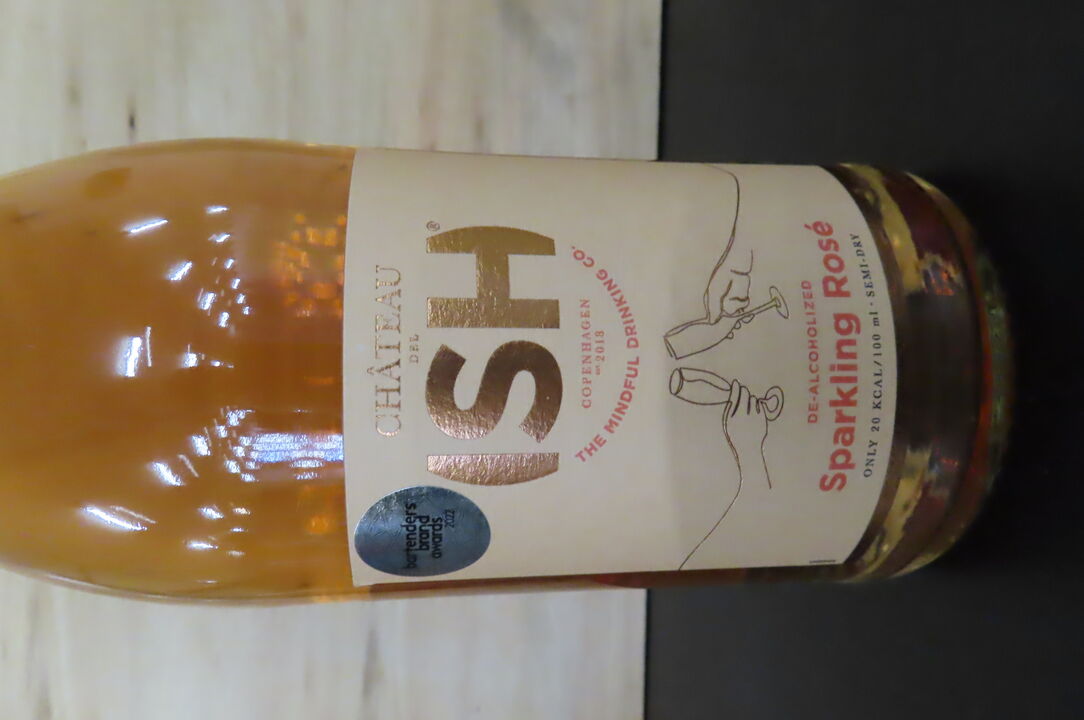 CHÂTEAU
DEL
ISH®
COPENHAGEN
est 2018
THE MINDFUL DRINKING CO.
bartenders'
brand
awards
2022
DE-ALCOHOLIZED
Sparkling Rosé
ONLY 20 KCAL/100 ml · SEMI-DRY